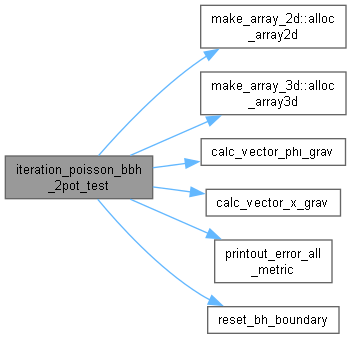 make_array_2d::alloc
_array2d
make_array_3d::alloc
_array3d
calc_vector_phi_grav
iteration_poisson_bbh
_2pot_test
calc_vector_x_grav
printout_error_all
_metric
reset_bh_boundary